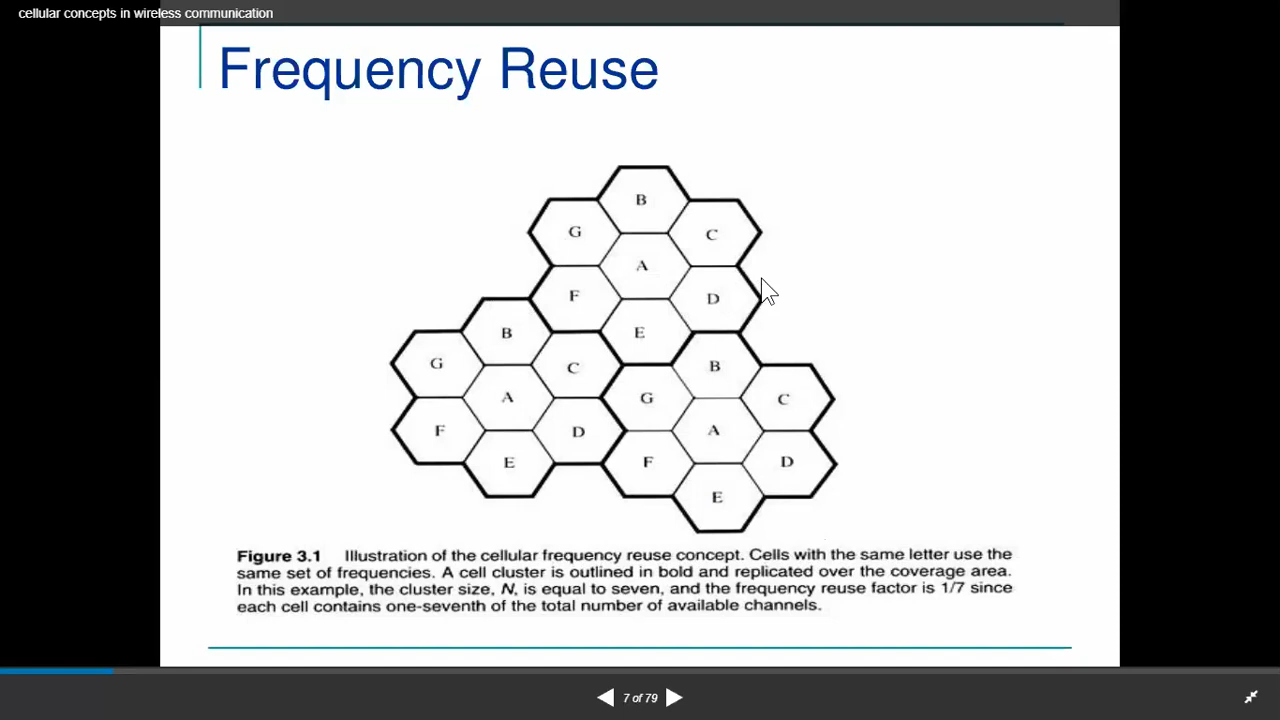 cellular concepts in wireless communication
Frequency Reuse
B
G
C
A
F
D
E
B
G
C
A
F
D
E
B
G
C
A
F
D
E
Figure 3.1 Illustration of the cellular frequency reuse concept. Cells with the same letter use the
same set of frequencies. A cell cluster is outlined in bold and replicated over the coverage area.
In this example, the cluster size, N, is equal to seven, and the frequency reuse factor is 1/7 since
each cell contains one-seventh of the total number of available channels.
7 of 79